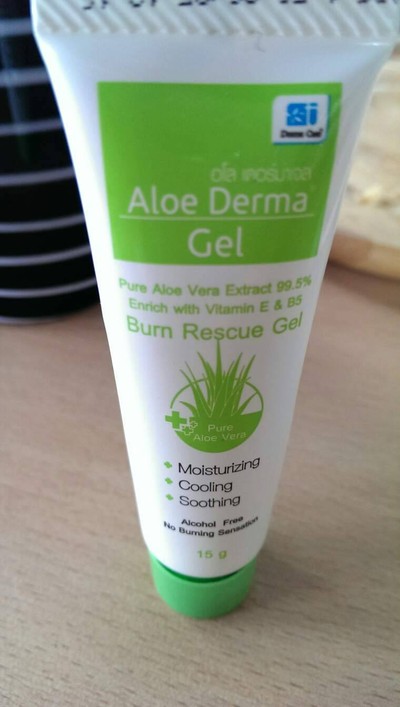 Derma Cool
อโล เดอร์มาเจล
Aloe Derma
Gel
Pure Aloe Vera Extract 99.5%
Enrich with Vitamin E & B5
Burn Rescue Gel
Pure
Aloe Vera
Moisturizing
Cooling
Soothing
Alcohol Free
No Burning Sensation
15 g